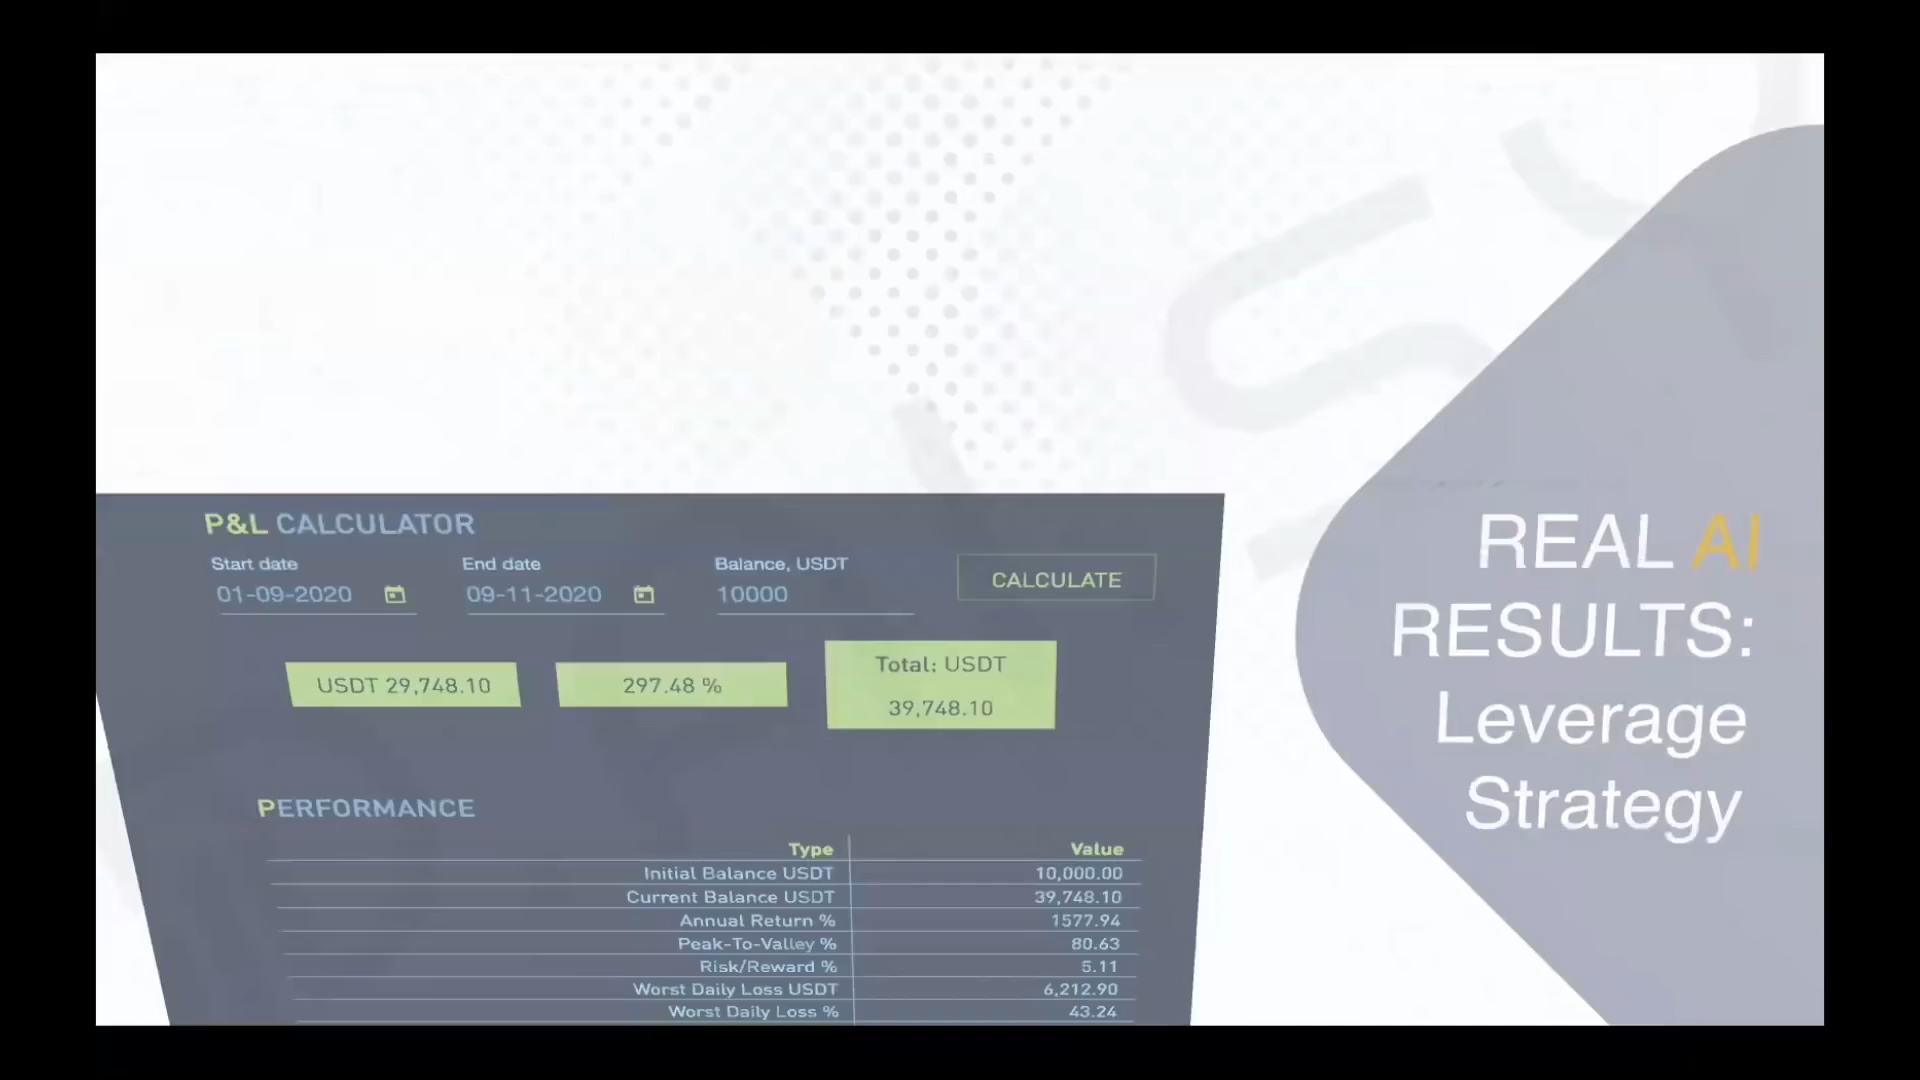 P&L CALCULATOR
Start date End date Balance, USDT
01-09-2020 09-11-2020 10000
CALCULATE
USDT 29,748.10 297.48 % Total: USDT
39,748.10
PERFORMANCE
Type Value
Initial Balance USDT 10,000.00
Current Balance USDT 39,748.10
Annual Return % 1577.94
Peak-To-Valley % 80.63
Risk/Reward % 5.11
Worst Daily Loss USDT 6,212.90
Worst Daily Loss % 43.24
REAL AI
RESULTS:
Leverage
Strategy